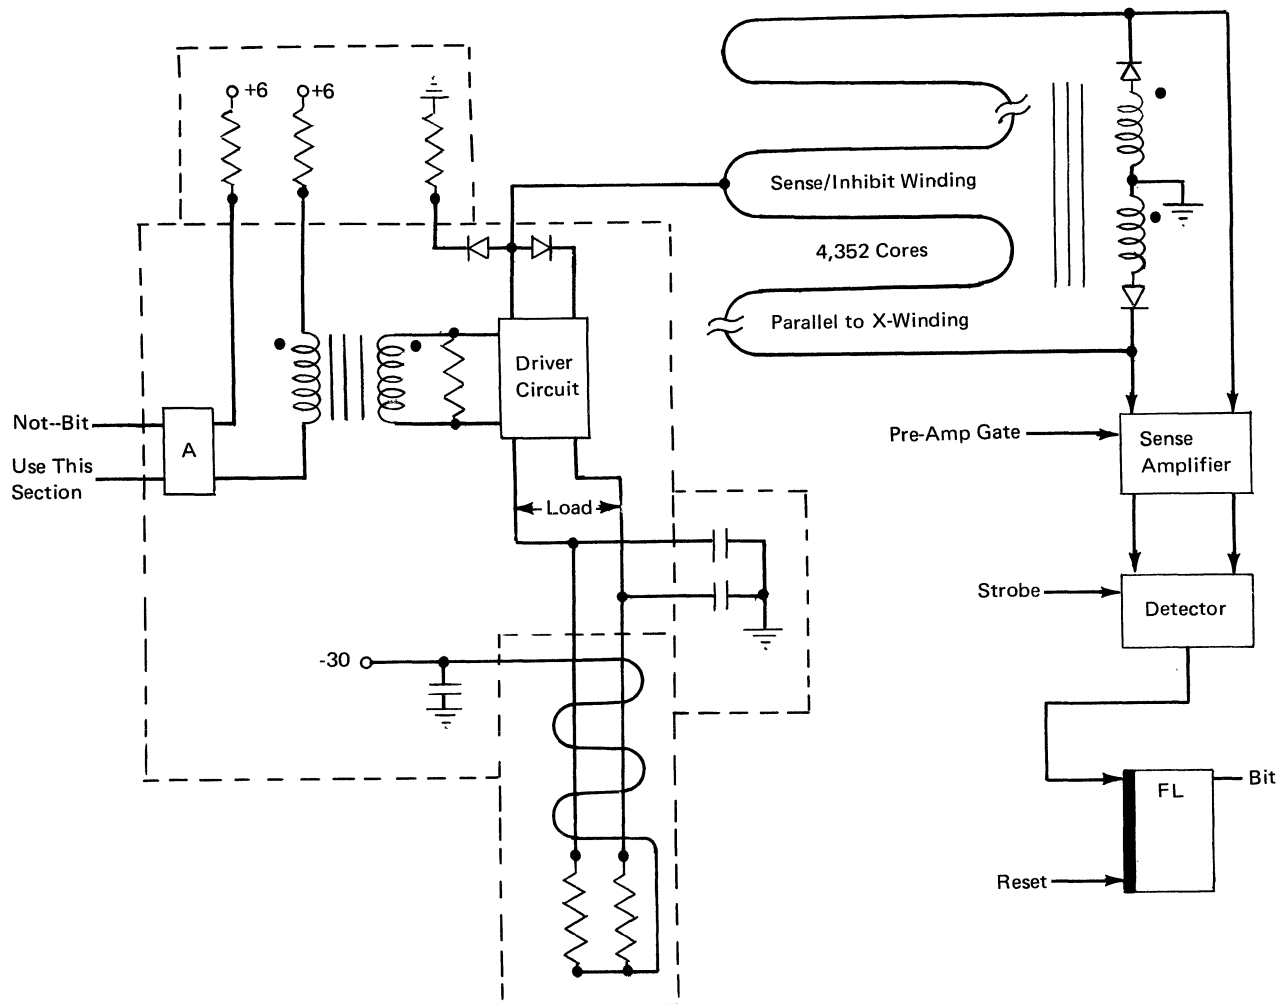 +6
+6
Sense/Inhibit Winding
4,352 Cores
Parallel to X-Winding
Driver
Circuit
Not--Bit
A
Use This
Section
Pre-Amp Gate
Sense
Amplifier
Load
Strobe
Detector
-30
FL
Bit
Reset